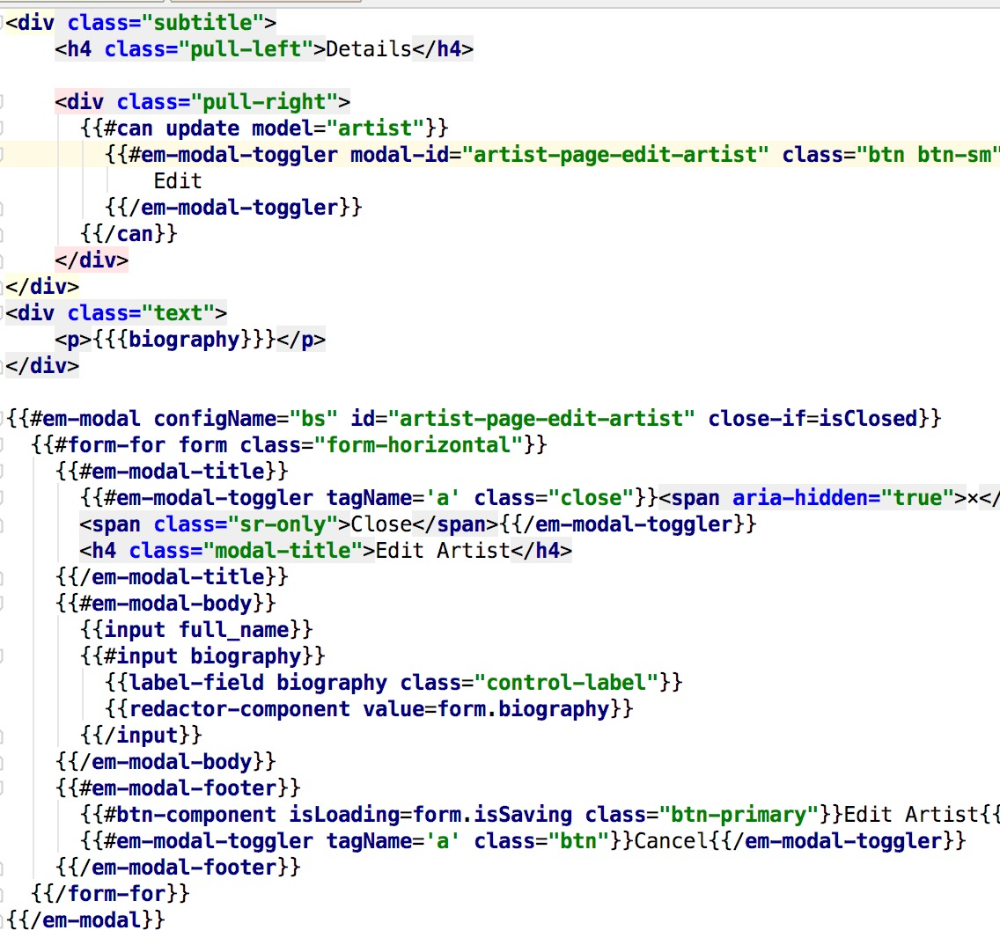 <div class="subtitle">
    <h4 class="pull-left">Details</h4>

    <div class="pull-right">
      {{#can update model="artist"}}
        {{#em-modal-toggler modal-id="artist-page-edit-artist" class="btn btn-sm"
            Edit
        {{/em-modal-toggler}}
      {{/can}}
    </div>
</div>
<div class="text">
    <p>{{{biography}}}</p>
</div>

{{#em-modal configName="bs" id="artist-page-edit-artist" close-if=isClosed}}
  {{#form-for form class="form-horizontal"}}
    {{#em-modal-title}}
      {{#em-modal-toggler tagName='a' class="close"}}<span aria-hidden="true">×</
      <span class="sr-only">Close</span>{{/em-modal-toggler}}
      <h4 class="modal-title">Edit Artist</h4>
    {{/em-modal-title}}
    {{#em-modal-body}}
      {{input full_name}}
      {{#input biography}}
        {{label-field biography class="control-label"}}
        {{redactor-component value=form.biography}}
      {{/input}}
    {{/em-modal-body}}
    {{#em-modal-footer}}
      {{#btn-component isLoading=form.isSaving class="btn-primary"}}Edit Artist{{
      {{#em-modal-toggler tagName='a' class="btn"}}Cancel{{/em-modal-toggler}}
    {{/em-modal-footer}}
  {{/form-for}}
{{/em-modal}}